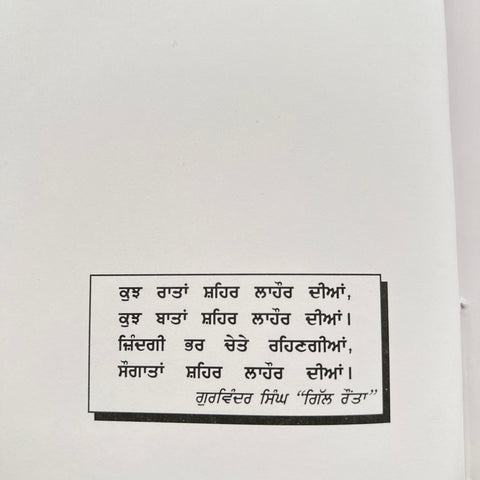 ਕੁਝ ਰਾਤਾਂ ਸ਼ਹਿਰ ਲਾਹੌਰ ਦੀਆਂ,
ਕੁਝ ਬਾਤਾਂ ਸ਼ਹਿਰ ਲਾਹੌਰ ਦੀਆਂ।
ਜ਼ਿੰਦਗੀ ਭਰ ਚੇਤੇ ਰਹਿਣਗੀਆਂ,
ਸੌਗਾਤਾਂ ਸ਼ਹਿਰ ਲਾਹੌਰ ਦੀਆਂ।
ਗੁਰਵਿੰਦਰ ਸਿੰਘ “ਗਿੱਲ ਰੌਂਤਾ”